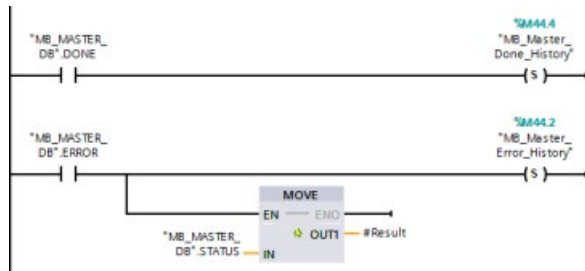 %M44.4
"MB_MASTER_
DB".DONE
"MB_Master_
Done_History"
S
%M44.2
"MB_MASTER_
DB".ERROR
"MB_Master_
Error_History"
S
MOVE
EN ENO
OUT1 #Result
"MB_MASTER_
DB".STATUS IN